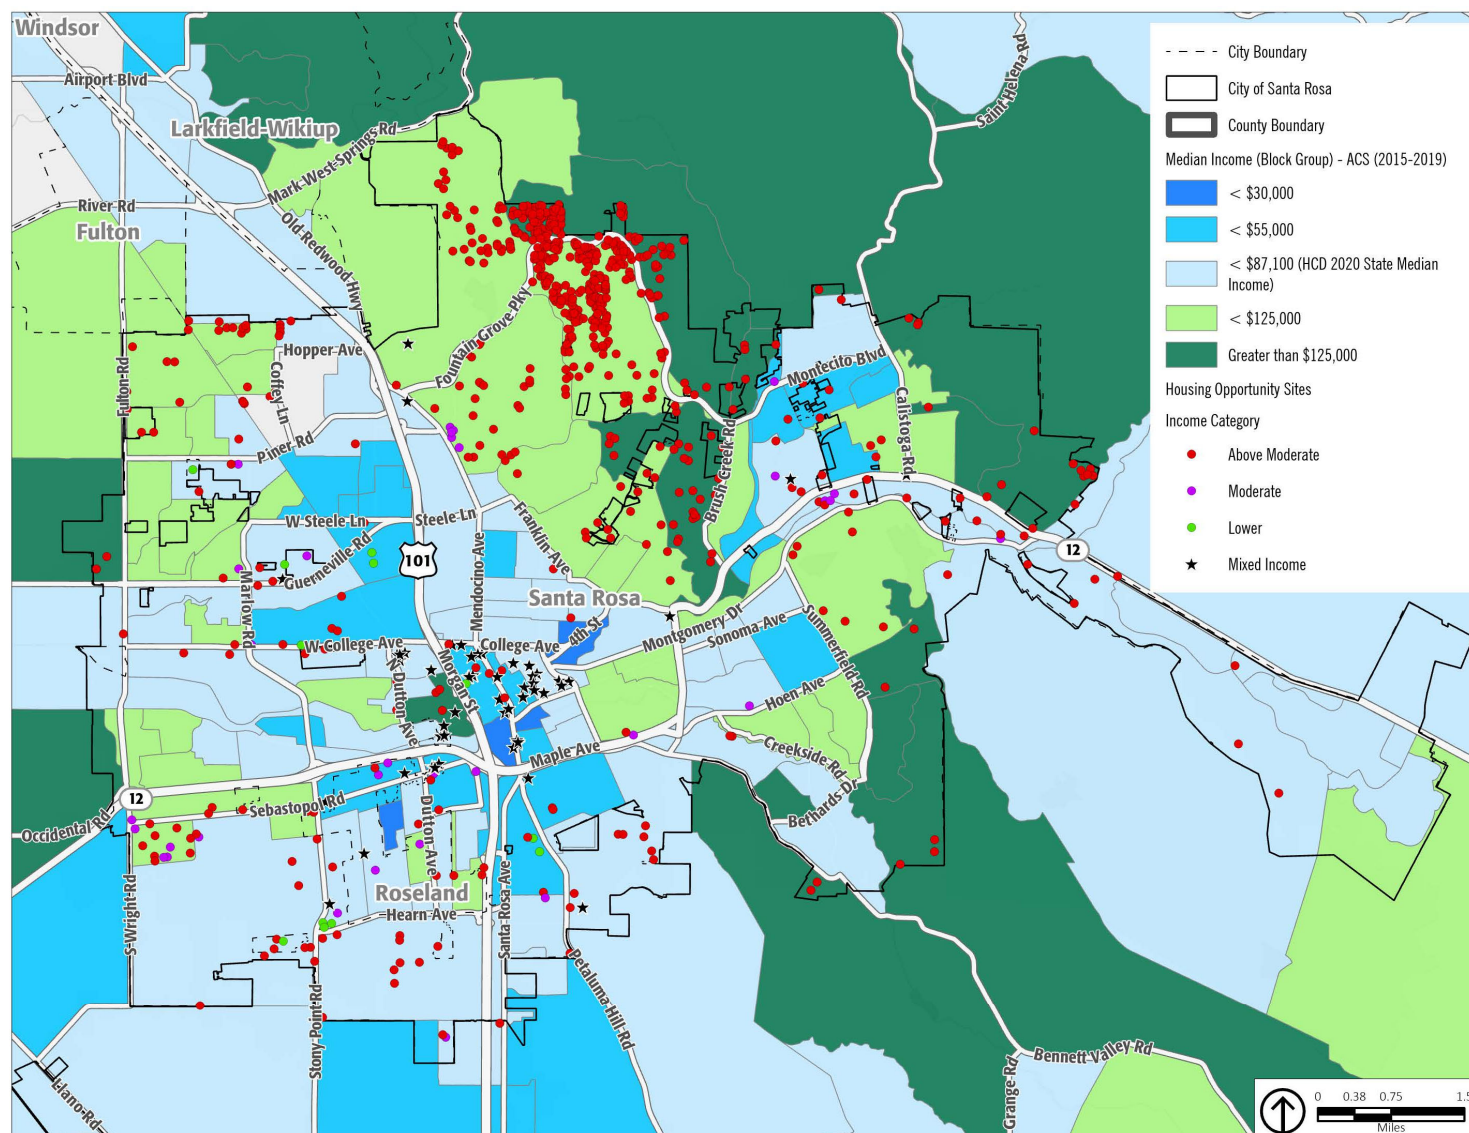 Windsor
Airport Blvd
Larkfield-Wikiup
Mark West Springs Rd
River Rd
Fulton
Old Redwood Hwy
Saint Helena Rd
Fountain Grove Pky
Hopper Ave
Fulton Rd
Coffey Ln
Piner Rd
Montecito Blvd
Calistoga Rd
Brush Creek Rd
W Steele Ln
Steele Ln
Guerneville Rd
101
Franklin Ave
Mendocino Ave
Marlow Rd
12
Santa Rosa
W College Ave
College Ave
4th St
Montgomery Dr
Sonoma Ave
Summerfield Rd
N Dutton Ave
Morgan St
Hoen Ave
Maple Ave
Creekside Rd
Bethards Dr
12
Occidental Rd
Sebastopol Rd
Dutton Ave
Roseland
Hearn Ave
S Wright Rd
Santa Rosa Ave
Stony Point Rd
Petaluma Hill Rd
Llano Rd
Grange Rd
Bennett Valley Rd
City Boundary
City of Santa Rosa
County Boundary
Median Income (Block Group) - ACS (2015-2019)
< $30,000
< $55,000
< $87,100 (HCD 2020 State Median
Income)
< $125,000
Greater than $125,000
Housing Opportunity Sites
Income Category
Above Moderate
Moderate
Lower
Mixed Income
0 0.38 0.75 1.5
Miles